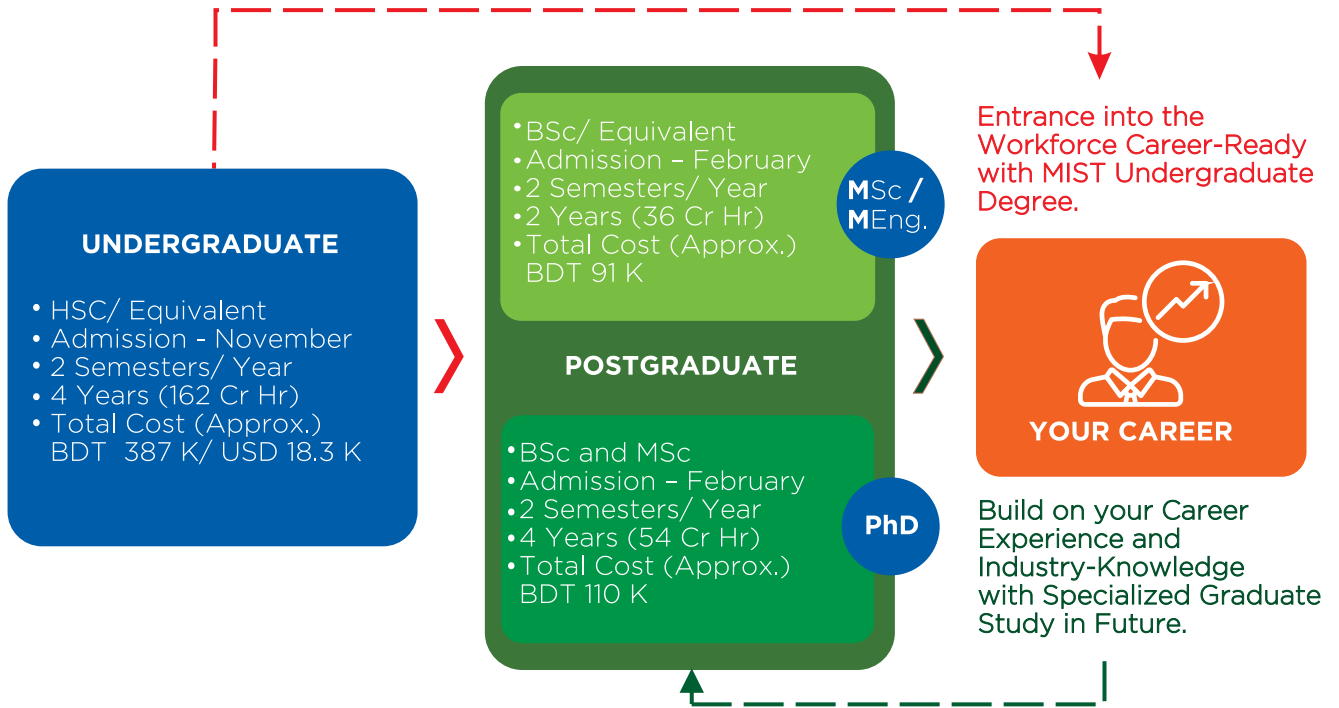 UNDERGRADUATE
• HSC/ Equivalent
• Admission - November
• 2 Semesters/ Year
• 4 Years (162 Cr Hr)
• Total Cost (Approx.)
BDT 387 K/ USD 18.3 K
• BSc/ Equivalent
• Admission – February
• 2 Semesters/ Year
• 2 Years (36 Cr Hr)
• Total Cost (Approx.)
BDT 91 K
MSc /
MEng.
POSTGRADUATE
• BSc and MSc
• Admission – February
• 2 Semesters/ Year
• 4 Years (54 Cr Hr)
• Total Cost (Approx.)
BDT 110 K
PhD
Entrance into the
Workforce Career-Ready
with MIST Undergraduate
Degree.
YOUR CAREER
Build on your Career
Experience and
Industry-Knowledge
with Specialized Graduate
Study in Future.